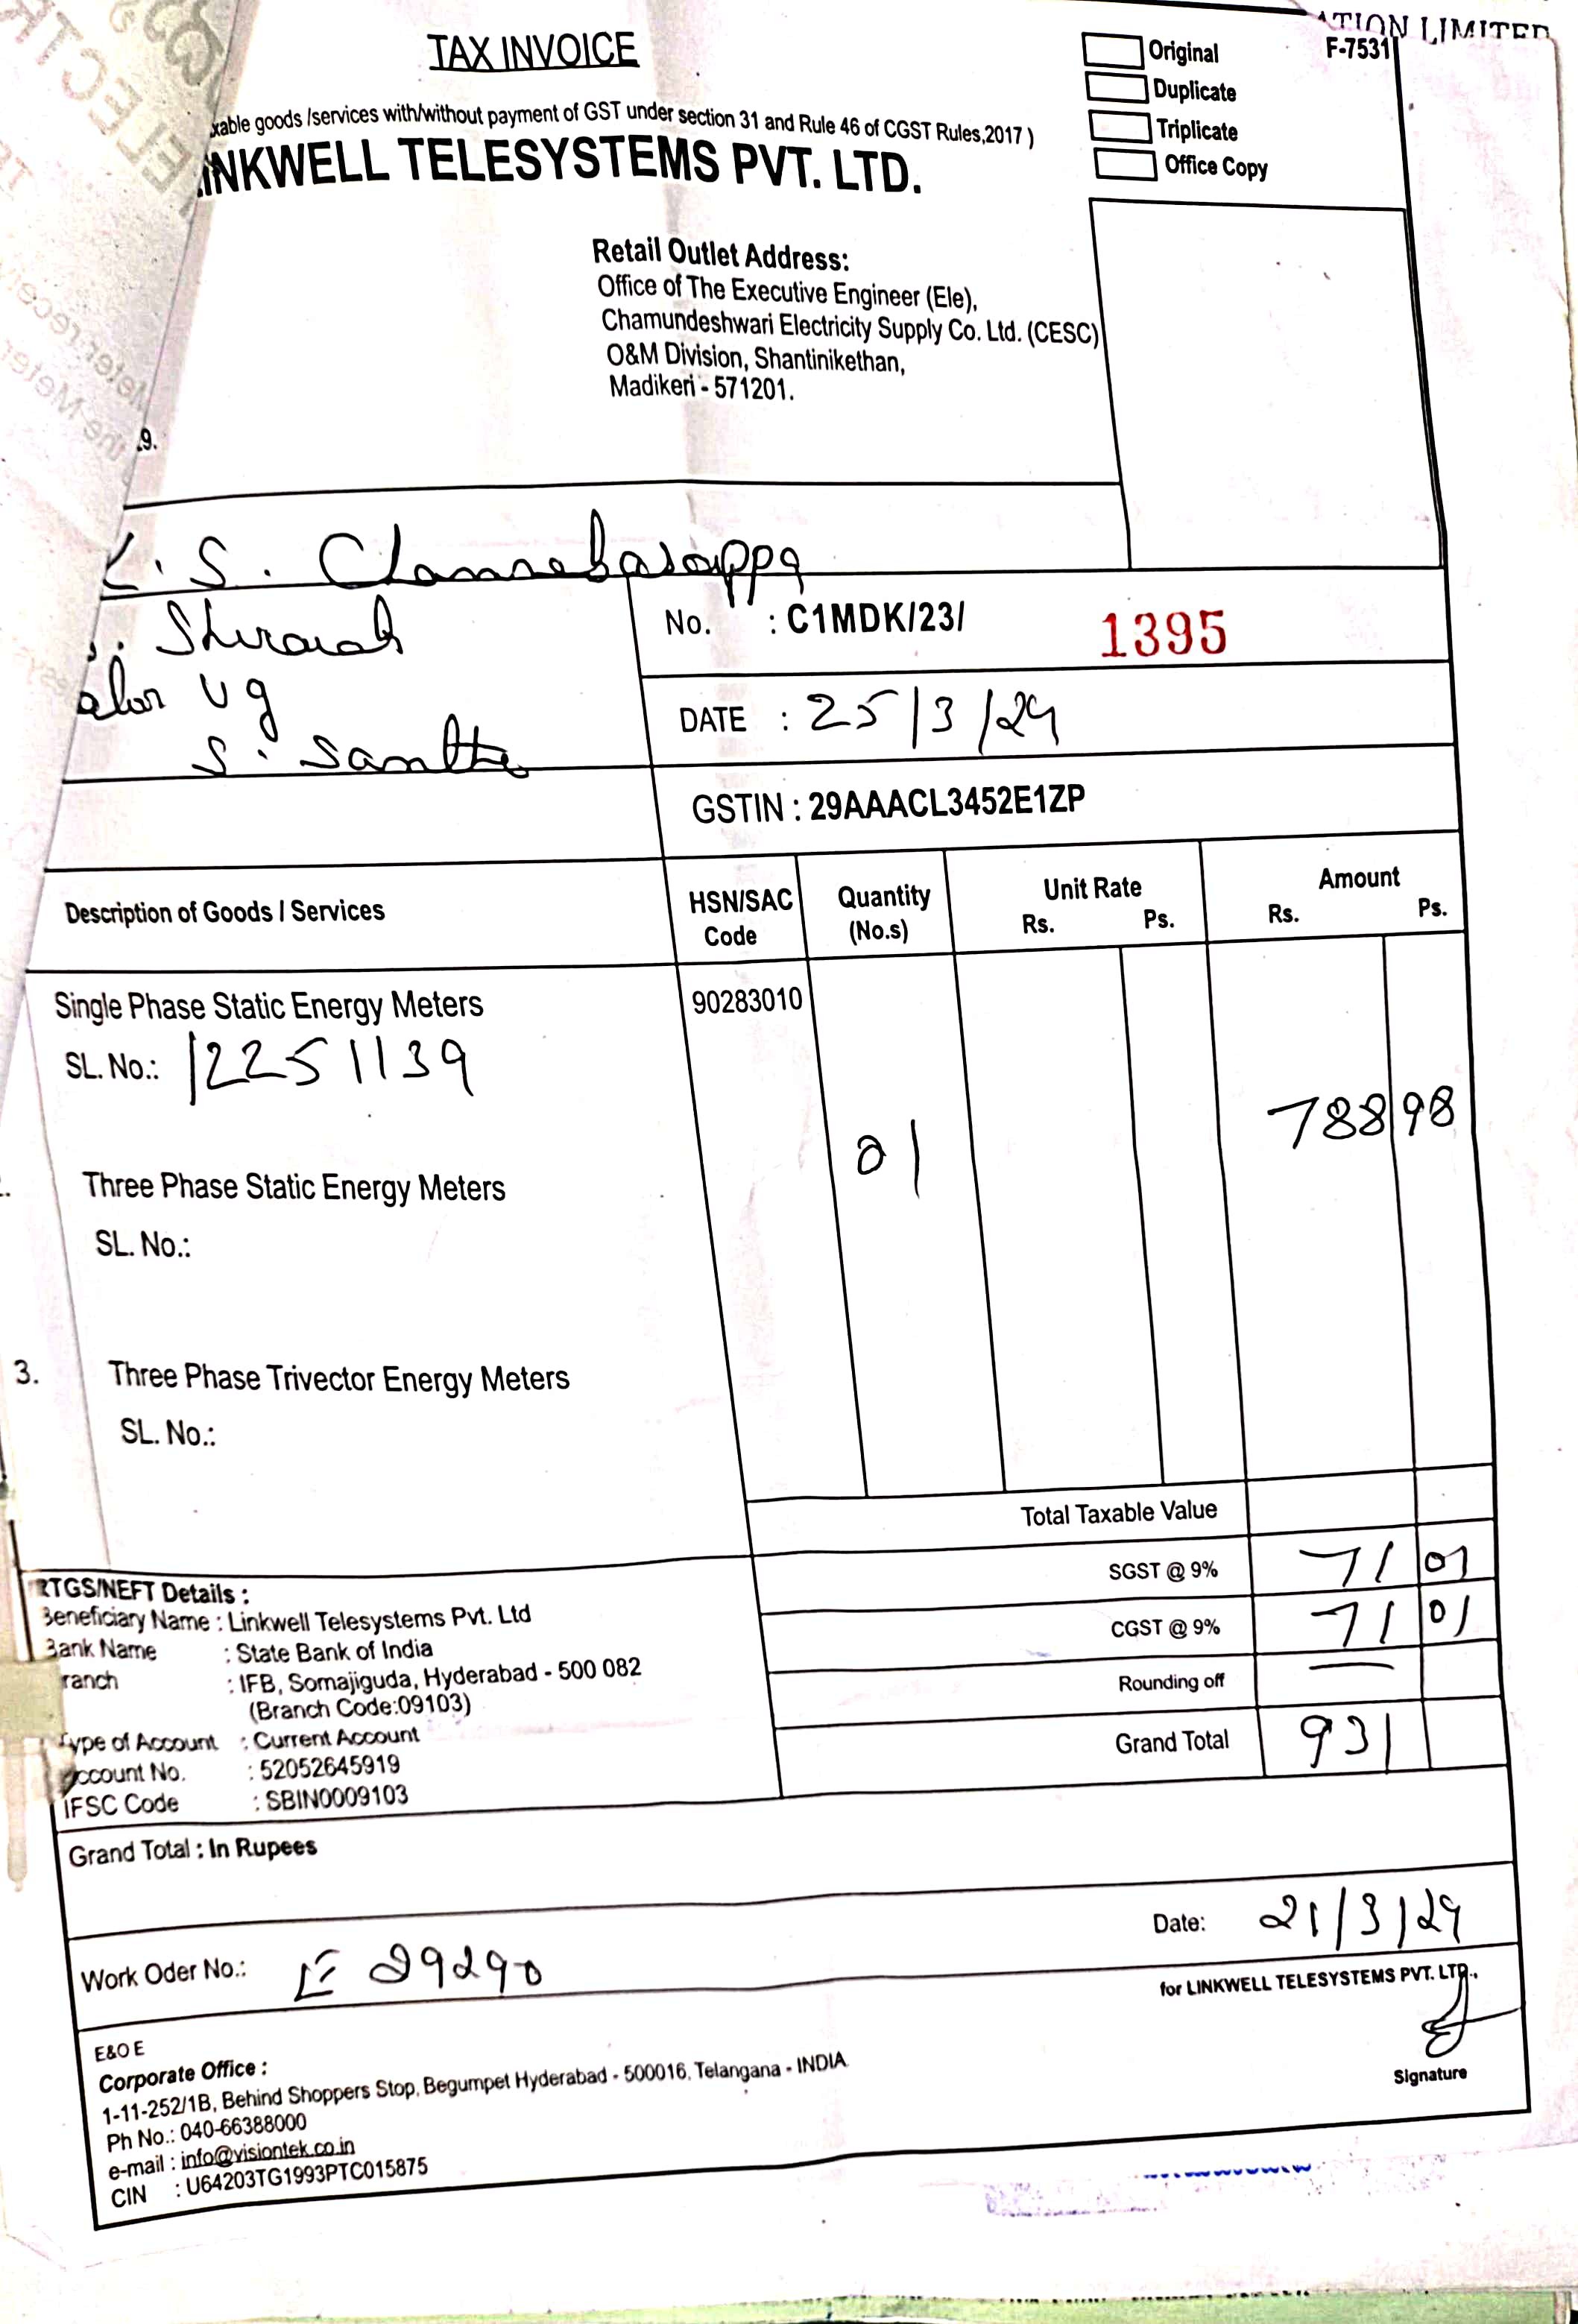 ATION LIMITED
F-7531
TAX INVOICE
Original
Duplicate
Triplicate
Office Copy
xable goods /services with/without payment of GST under section 31 and Rule 46 of CGST Rules,2017 )
INKWELL TELESYSTEMS PVT. LTD.
Retail Outlet Address:
Office of The Executive Engineer (Ele),
Chamundeshwari Electricity Supply Co. Ltd. (CESC)
O&M Division, Shantinikethan,
Madikeri - 571201.
9.
S. Channabasappa
No. : C1MDK/23/ 1395
DATE : 25/3/24
S. Santhe
GSTIN : 29AAACL3452E1ZP
Description of Goods / Services HSN/SAC Code Quantity (No.s) Unit Rate Rs. Ps. Amount Rs. Ps.
Single Phase Static Energy Meters 90283010
SL. No.: 12251139
01 788 98
Three Phase Static Energy Meters
SL. No.:
3. Three Phase Trivector Energy Meters
SL. No.:
Total Taxable Value
SGST @ 9% 71 01
CGST @ 9% 71 01
Rounding off —
Grand Total 931
RTGS/NEFT Details :
Beneficiary Name : Linkwell Telesystems Pvt. Ltd
Bank Name : State Bank of India
ranch : IFB, Somajiguda, Hyderabad - 500 082
(Branch Code:09103)
Type of Account : Current Account
ccount No. : 52052645919
IFSC Code : SBIN0009103
Grand Total : In Rupees
Date: 21/3/24
Work Oder No.: 29290
for LINKWELL TELESYSTEMS PVT. LTD.,
Signature
E&O E
Corporate Office :
1-11-252/1B, Behind Shoppers Stop, Begumpet Hyderabad - 500016, Telangana - INDIA
Ph No.: 040-66388000
e-mail : info@visiontek.co.in
CIN : U64203TG1993PTC015875